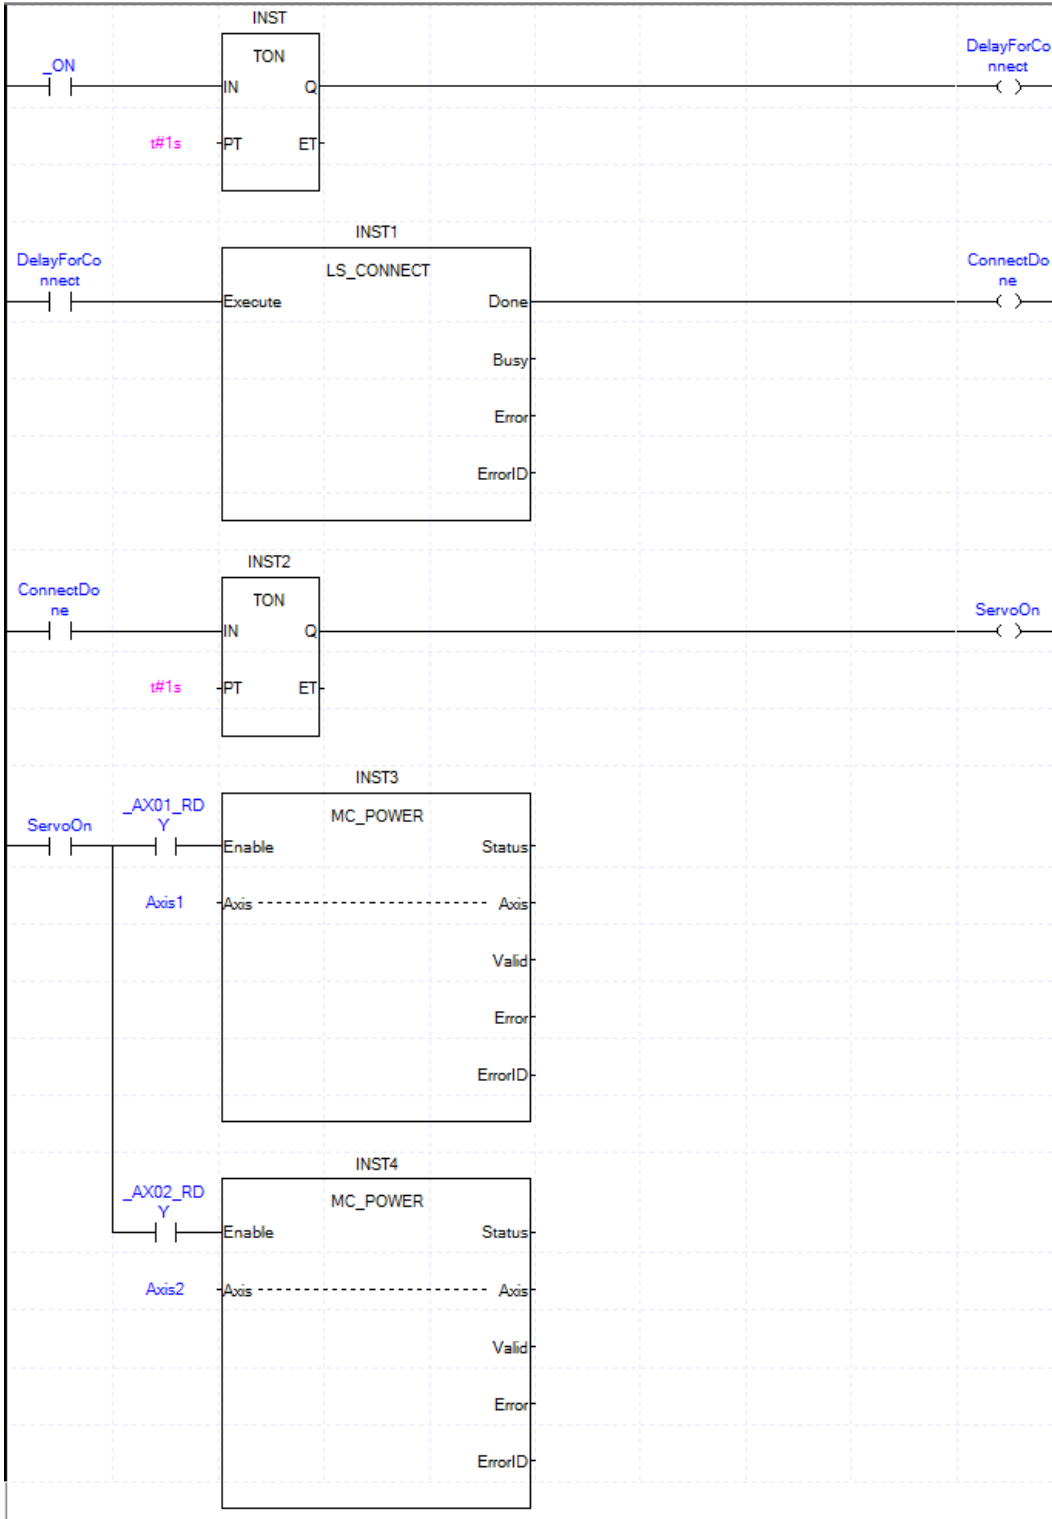 INST
TON
_ON
IN Q
t#1s PT ET
DelayForCo
nnect
INST1
LS_CONNECT
DelayForCo
nnect
Execute Done
Busy
Error
ErrorID
ConnectDo
ne
INST2
TON
ConnectDo
ne
IN Q
t#1s PT ET
ServoOn
INST3
MC_POWER
ServoOn
_AX01_RD
Y
Enable Status
Axis1 Axis Axis
Valid
Error
ErrorID
INST4
MC_POWER
_AX02_RD
Y
Enable Status
Axis2 Axis Axis
Valid
Error
ErrorID